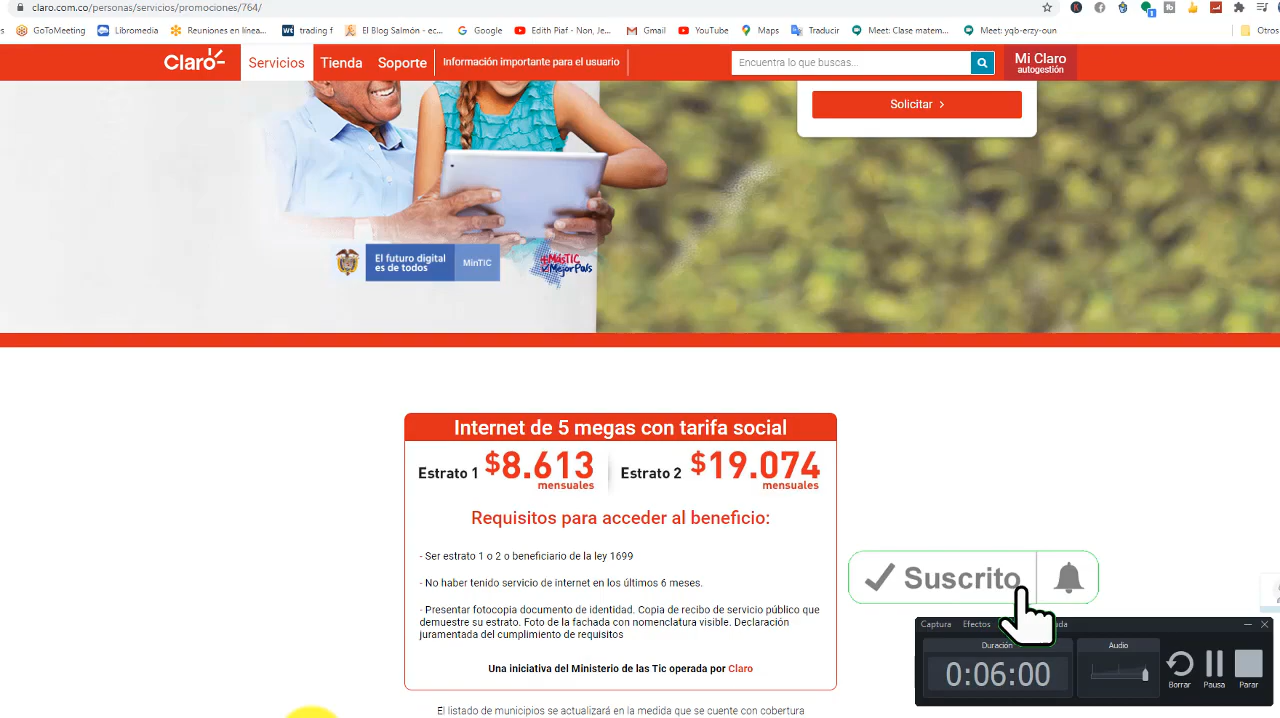 claro.com.co/personas/servicios/promociones/764/
GoToMeeting
Libromedia
Reuniones en línea...
trading f
El Blog Salmón - ec...
Google
Edith Piaf - Non, Je...
Gmail
YouTube
Maps
Traducir
Meet: Clase matem...
Meet: yqb-erzy-oun
Otros
Claro
Servicios
Tienda
Soporte
Información importante para el usuario
Encuentra lo que buscas...
Mi Claro
autogestión
Solicitar >
El futuro digital
es de todos
MinTIC
+MásTIC
MejorPaís
Internet de 5 megas con tarifa social
Estrato 1 $8.613
mensuales
Estrato 2 $19.074
mensuales
Requisitos para acceder al beneficio:
- Ser estrato 1 o 2 o beneficiario de la ley 1699
- No haber tenido servicio de internet en los últimos 6 meses.
- Presentar fotocopia documento de identidad. Copia de recibo de servicio público que
demuestre su estrato. Foto de la fachada con nomenclatura visible. Declaración
juramentada del cumplimiento de requisitos
Una iniciativa del Ministerio de las Tic operada por Claro
El listado de municipios se actualizará en la medida que se cuente con cobertura
Suscrito
Captura
Efectos
Duración
0:06:00
Audio
Borrar
Pausa
Parar